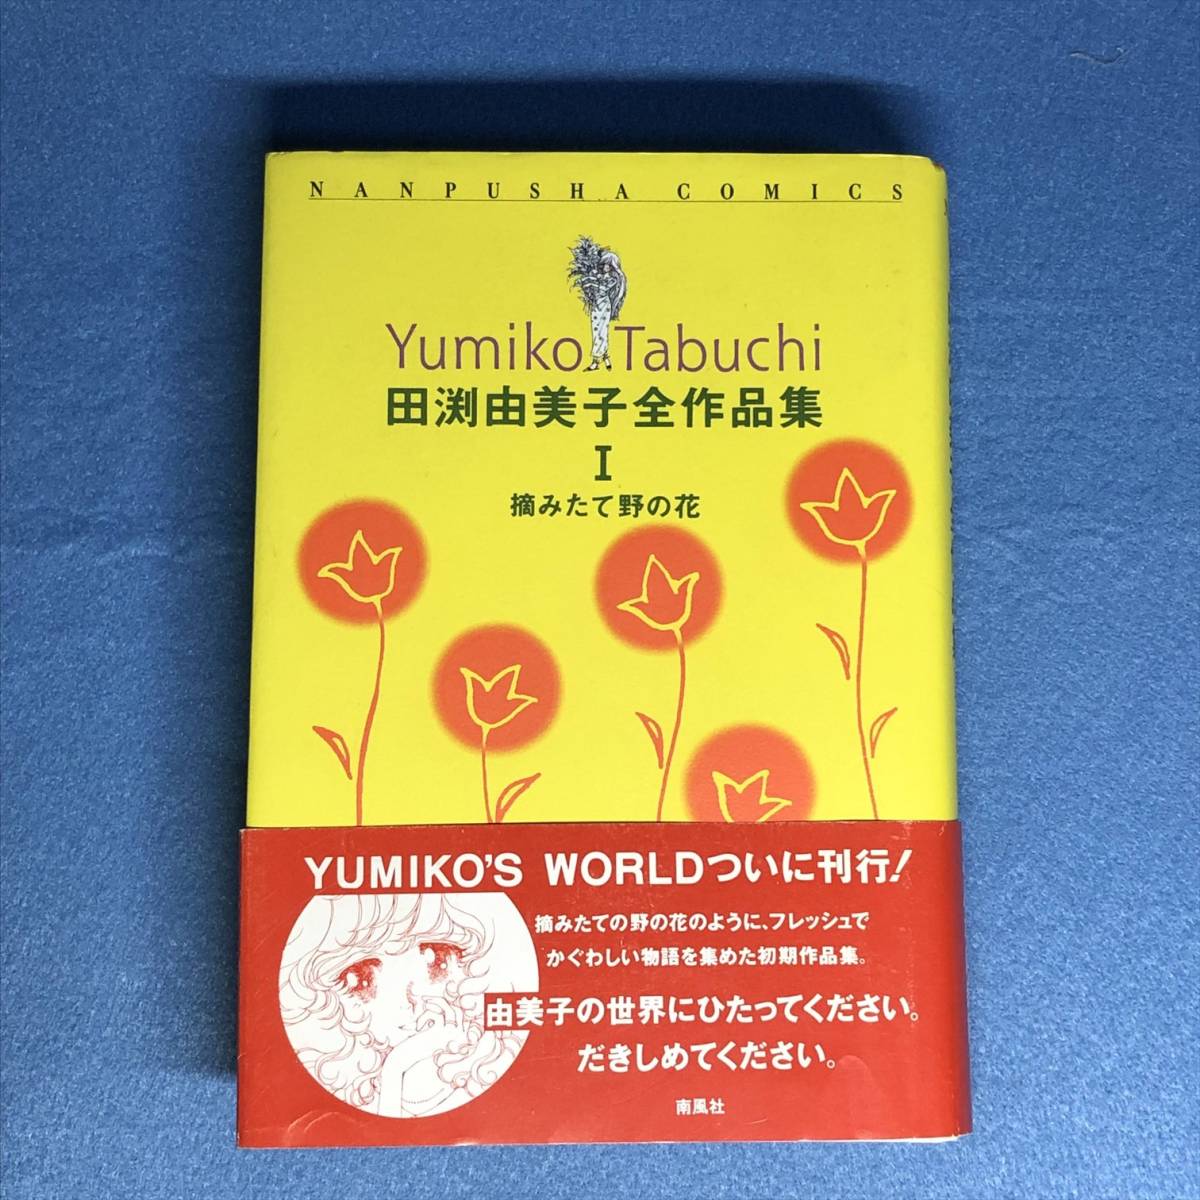 NANPUSHA COMICS
Yumiko Tabuchi
田渕由美子全作品集
I
摘みたて野の花
YUMIKO'S WORLDついに刊行!
摘みたての野の花のように、フレッシュで
かぐわしい物語を集めた初期作品集。
由美子の世界にひたってください。
だきしめてください。
南風社